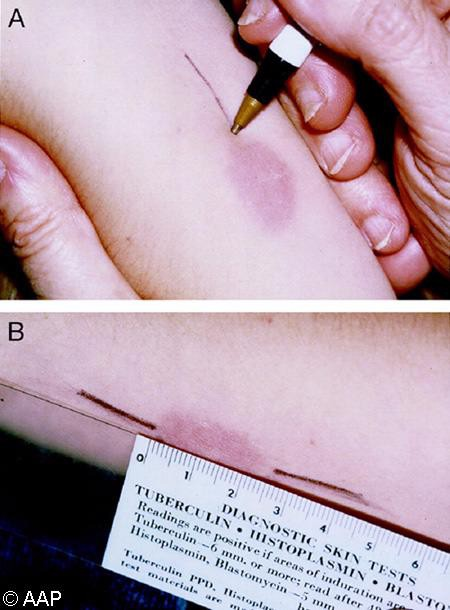 A
B
0 1 2 3 4 5 6
DIAGNOSTIC SKIN TESTS
TUBERCULIN • HISTOPLASMIN • BLASTO
Readings are positive if areas of induration a
Tuberculin –6 mm. or more; read after
Histoplasmin, Blastomycin –5 mm
Tuberculin PPD, Histoplas
test materials are
© AAP